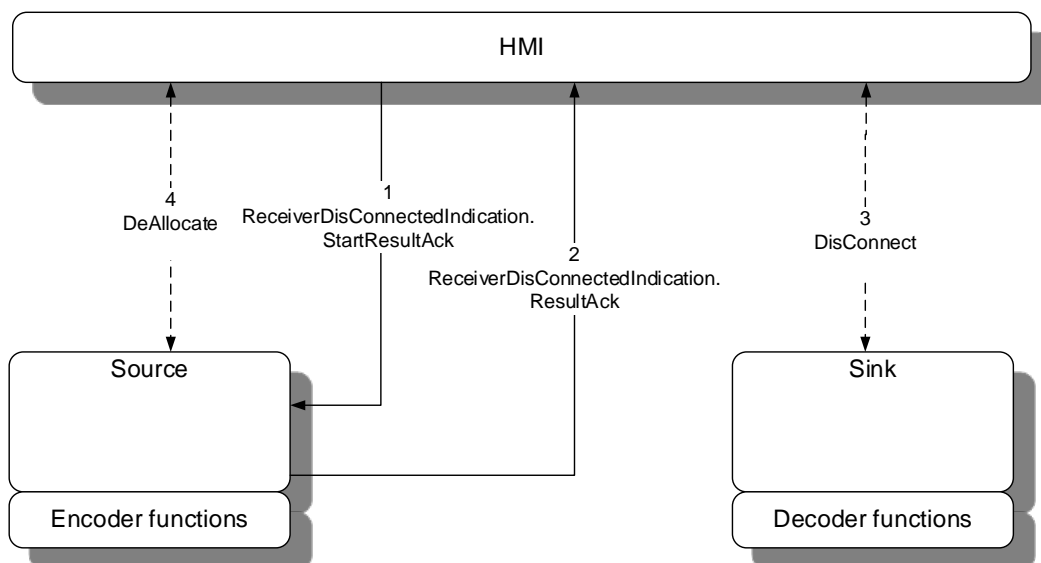 HMI
4
DeAllocate
1
ReceiverDisConnectedIndication.
StartResultAck
2
ReceiverDisConnectedIndication.
ResultAck
3
DisConnect
Source
Sink
Encoder functions
Decoder functions